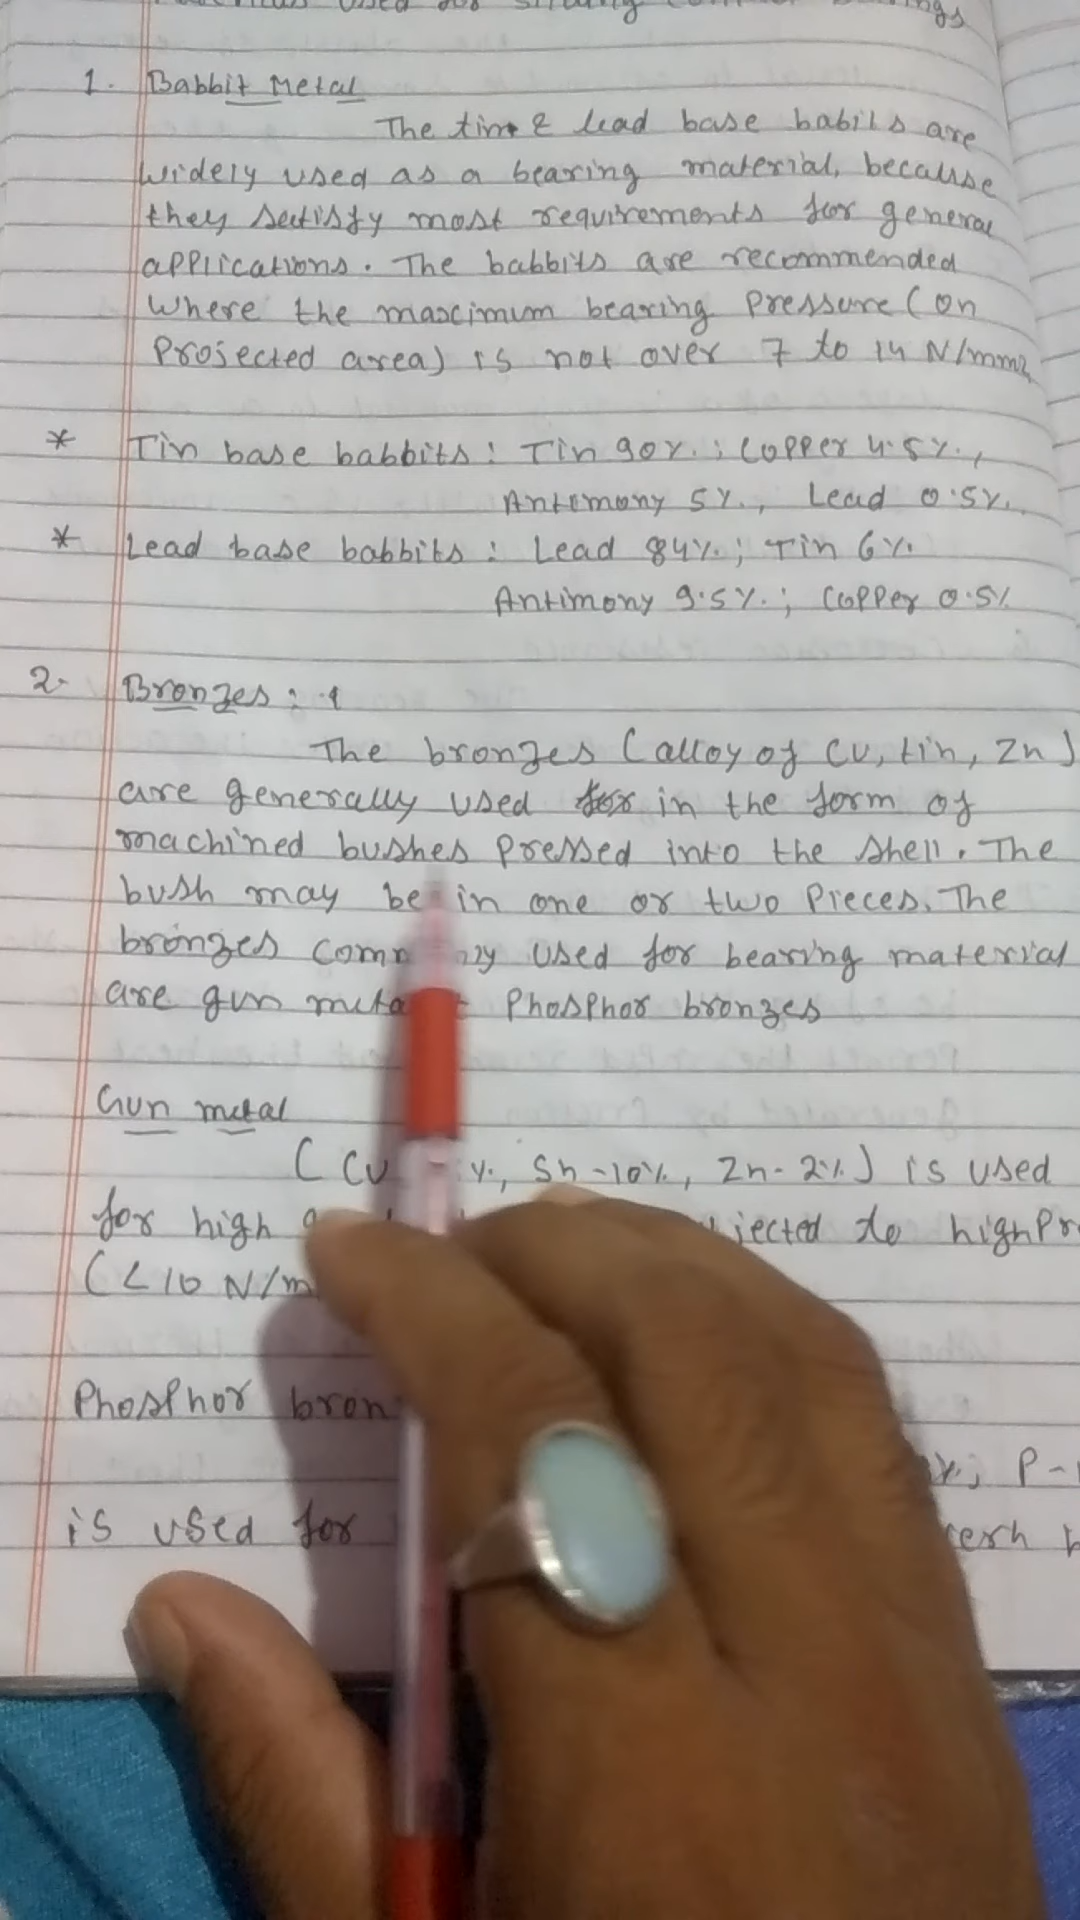 used for sliding contact
1. Babbit Metal
The tin & lead base babits are
widely used as a bearing material, because
they satisfy most requirements for general
applications. The babbits are recommended
Where the maximum bearing pressure (on
Projected area) is not over 7 to 14 N/mm2
* Tin base babbits : Tin 90%. ; Copper 4.5%.,
Antomony 5%., Lead 0.5%.
* Lead base babbits : Lead 84%. ; Tin 6%.
Antimony 9.5%. ; Copper 0.5%
2. Bronzes :
The bronzes (alloy of Cu, tin, Zn)
are generally used in the form of
machined bushes pressed into the shell. The
bush may be in one or two Pieces. The
bronzes used for bearing material
are gun Phosphor bronzes
Gun metal
(Cu %, Sn-10%, Zn-2%) is used
for high to high
(<10
Phosphor
P-
is used for